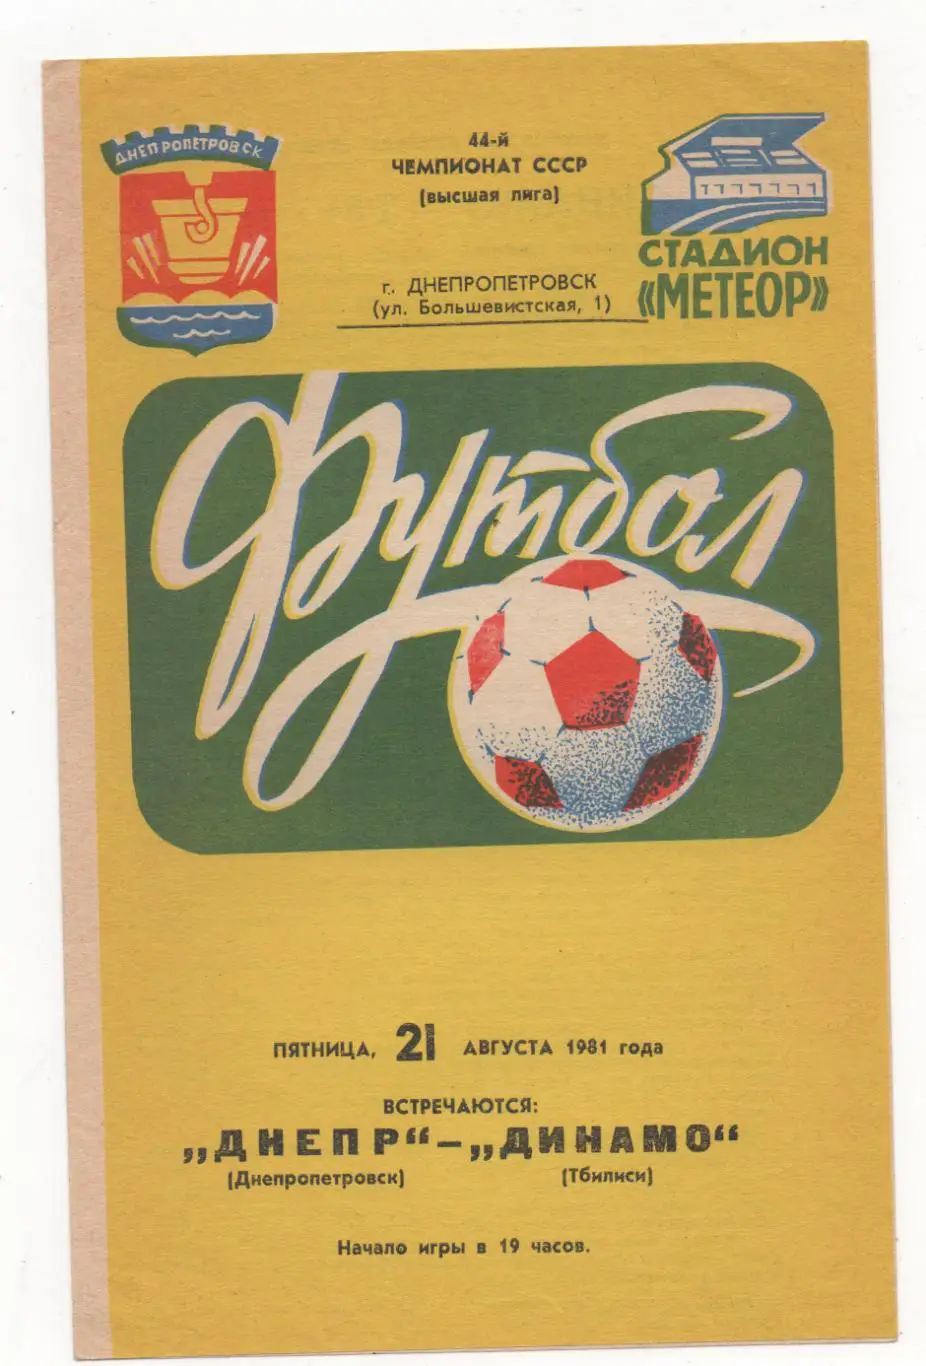 ДНЕПРОПЕТРОВСК
44-й
ЧЕМПИОНАТ СССР
(высшая лига)
СТАДИОН
«МЕТЕОР»
г. ДНЕПРОПЕТРОВСК
(ул. Большевистская, 1)
Футбол
ПЯТНИЦА, 21 АВГУСТА 1981 года
ВСТРЕЧАЮТСЯ:
„ДНЕПР“ – „ДИНАМО“
(Днепропетровск) (Тбилиси)
Начало игры в 19 часов.